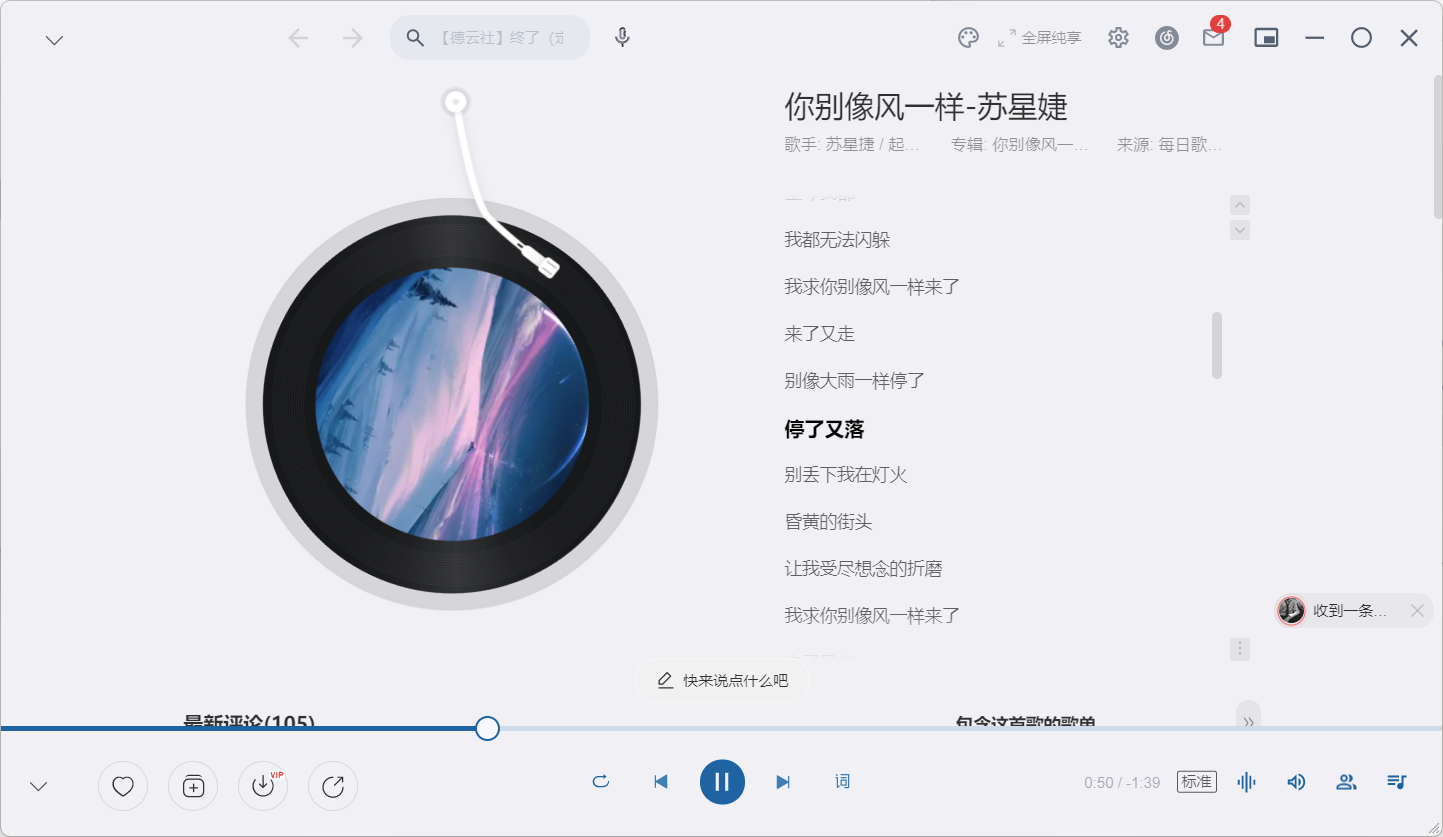 【德云社】终了（
全屏纯享
4
你别像风一样-苏星婕
歌手: 苏星捷 / 起...
专辑: 你别像风一...
来源: 每日歌...
我都无法闪躲
我求你别像风一样来了
来了又走
别像大雨一样停了
停了又落
别丢下我在灯火
昏黄的街头
让我受尽想念的折磨
我求你别像风一样来了
收到一条...
快来说点什么吧
最新评论(105)
包含这首歌的歌单
VIP
词
0:50 / -1:39
标准